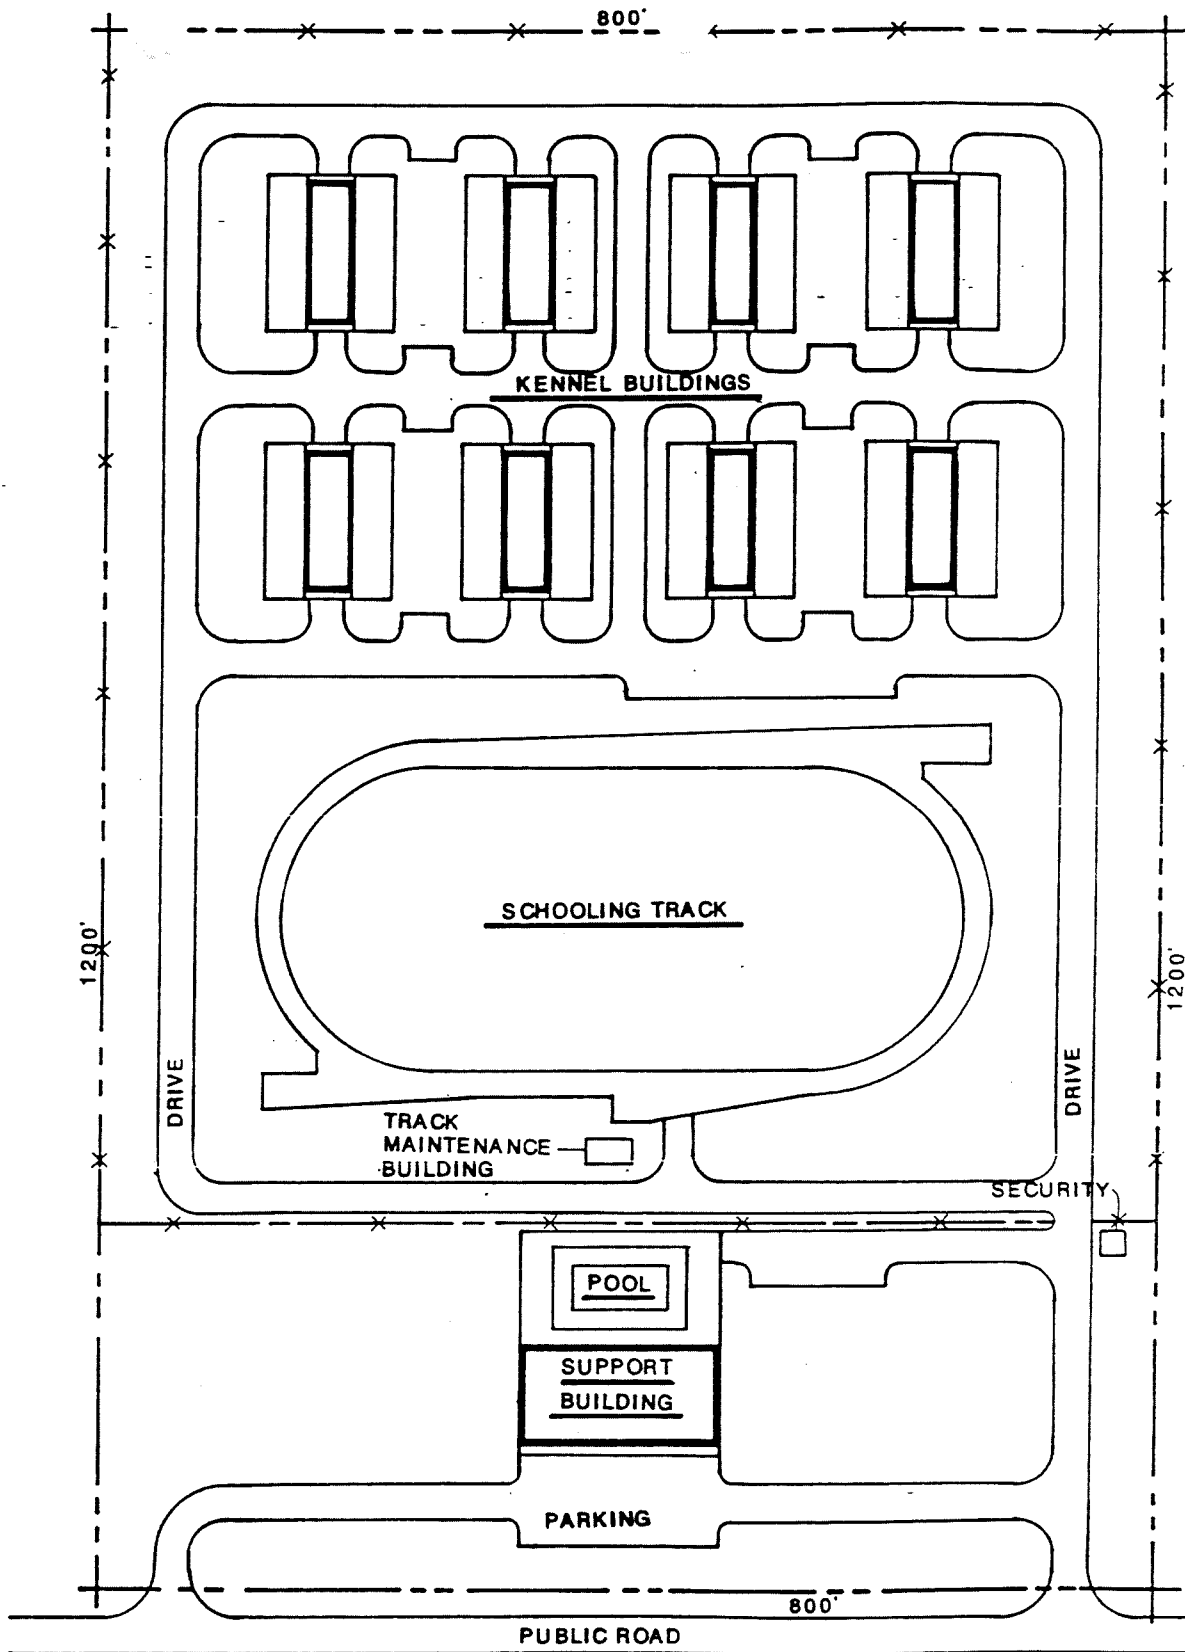 800'
KENNEL BUILDINGS
SCHOOLING TRACK
1200'
1200'
DRIVE
DRIVE
TRACK
MAINTENANCE
BUILDING
SECURITY
POOL
SUPPORT
BUILDING
PARKING
800'
PUBLIC ROAD